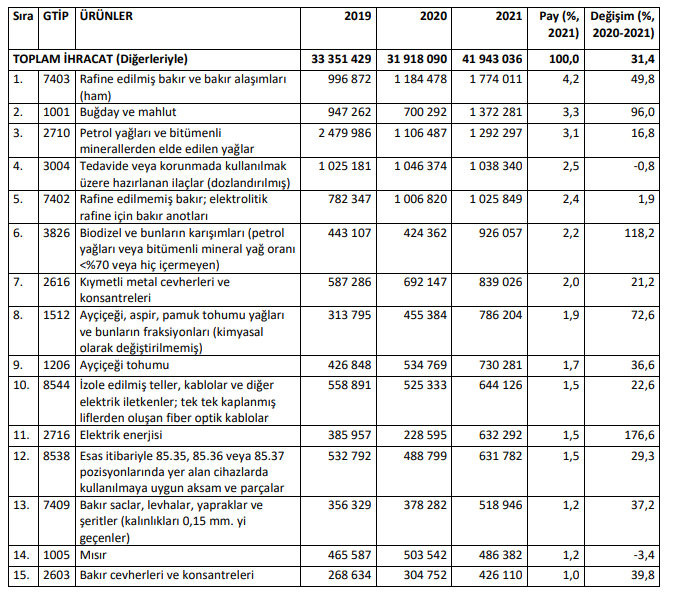 Sıra GTİP ÜRÜNLER 2019 2020 2021 Pay (%, Değişim (%,
2021) 2020-2021)
TOPLAM İHRACAT (Diğerleriyle) 33 351 429 31 918 090 41 943 036 100,0 31,4
1. 7403 Rafine edilmiş bakır ve bakır alaşımları 996 872 1 184 478 1 774 011 4,2 49,8
(ham)
2. 1001 Buğday ve mahlut 947 262 700 292 1 372 281 3,3 96,0
3. 2710 Petrol yağları ve bitümenli 2 479 986 1 106 487 1 292 297 3,1 16,8
minerallerden elde edilen yağlar
4. 3004 Tedavide veya korunmada kullanılmak 1 025 181 1 046 374 1 038 340 2,5 -0,8
üzere hazırlanan ilaçlar (dozlandırılmış)
5. 7402 Rafine edilmemiş bakır; elektrolitik 782 347 1 006 820 1 025 849 2,4 1,9
rafine için bakır anotları
6. 3826 Biodizel ve bunların karışımları (petrol 443 107 424 362 926 057 2,2 118,2
yağları veya bitümenli mineral yağ oranı
<%70 veya hiç içermeyen)
7. 2616 Kıymetli metal cevherleri ve 587 286 692 147 839 026 2,0 21,2
konsantreleri
8. 1512 Ayçiçeği, aspir, pamuk tohumu yağları 313 795 455 384 786 204 1,9 72,6
ve bunların fraksiyonları (kimyasal
olarak değiştirilmemiş)
9. 1206 Ayçiçeği tohumu 426 848 534 769 730 281 1,7 36,6
10. 8544 İzole edilmiş teller, kablolar ve diğer 558 891 525 333 644 126 1,5 22,6
elektrik iletkenler; tek tek kaplanmış
liflerden oluşan fiber optik kablolar
11. 2716 Elektrik enerjisi 385 957 228 595 632 292 1,5 176,6
12. 8538 Esas itibariyle 85.35, 85.36 veya 85.37 532 792 488 799 631 782 1,5 29,3
pozisyonlarında yer alan cihazlarda
kullanılmaya uygun aksam ve parçalar
13. 7409 Bakır saclar, levhalar, yapraklar ve 356 329 378 282 518 946 1,2 37,2
şeritler (kalınlıkları 0,15 mm. yi
geçenler)
14. 1005 Mısır 465 587 503 542 486 382 1,2 -3,4
15. 2603 Bakır cevherleri ve konsantreleri 268 634 304 752 426 110 1,0 39,8